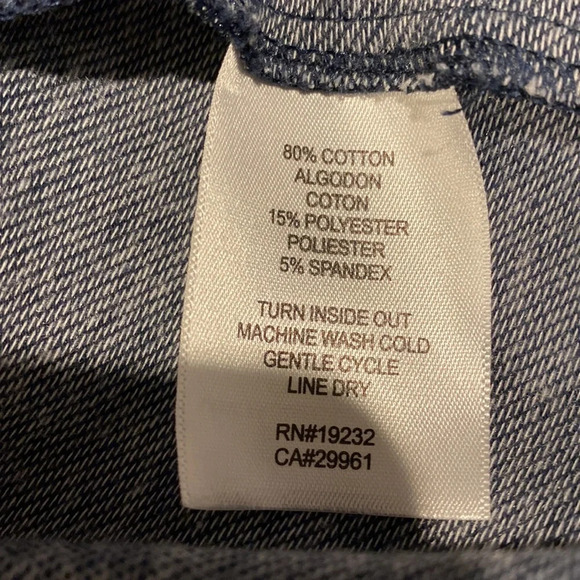 80% COTTON
ALGODON
COTON
15% POLYESTER
POLIESTER
5% SPANDEX
TURN INSIDE OUT
MACHINE WASH COLD
GENTLE CYCLE
LINE DRY
RN#19232
CA#29961